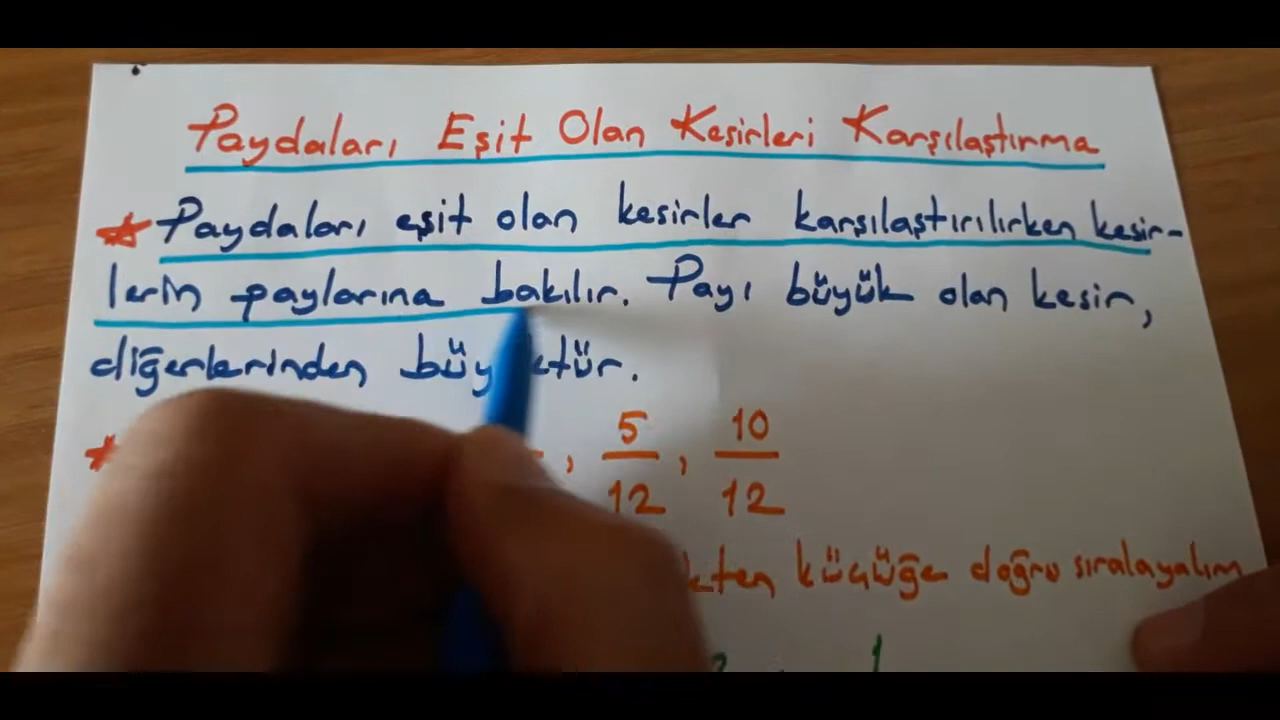 Paydaları Eşit Olan Kesirleri Karşılaştırma
Paydaları eşit olan kesirler karşılaştırılırken kesir-
lerin paylarına bakılır. Payı büyük olan kesir,
diğerlerinden
, 5/12 , 10/12
küçüğe doğru sıralayalım